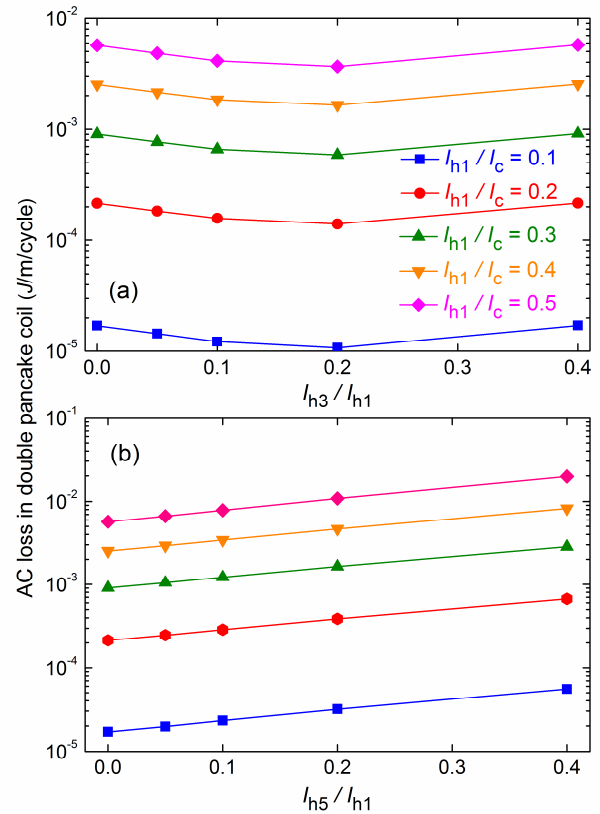 AC loss in double pancake coil (J/m/cycle)
10⁻²
10⁻³
10⁻⁴
10⁻⁵
(a)
I_h1 / I_c = 0.1
I_h1 / I_c = 0.2
I_h1 / I_c = 0.3
I_h1 / I_c = 0.4
I_h1 / I_c = 0.5
0.0 0.1 0.2 0.3 0.4
I_h3 / I_h1
10⁻¹
10⁻²
10⁻³
10⁻⁴
10⁻⁵
(b)
0.0 0.1 0.2 0.3 0.4
I_h5 / I_h1